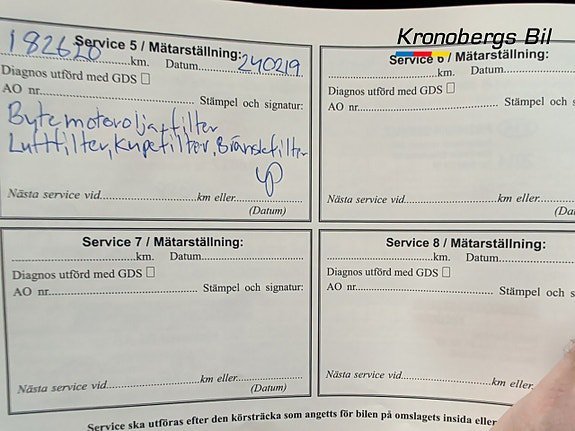 Kronobergs Bil
182620 Service 5 / Mätarställning:
km. Datum 240219
Diagnos utförd med GDS
AO nr. Stämpel och signatur:
Byte motorolja+filter
Luftfilter, Kupefilter, Bränslefilter
Nästa service vid km eller
(Datum)
Service 6 / Mätarställning:
km. Datum
Diagnos utförd med GDS
AO nr. Stämpel och s
Nästa service vid km eller
(Da
Service 7 / Mätarställning:
km. Datum
Diagnos utförd med GDS
AO nr. Stämpel och signatur:
Nästa service vid km eller
(Datum)
Service 8 / Mätarställning:
km. Datum
Diagnos utförd med GDS
AO nr. Stämpel och s
Nästa service vid km eller
Service ska utföras efter den körsträcka som angetts för bilen på omslagets insida eller